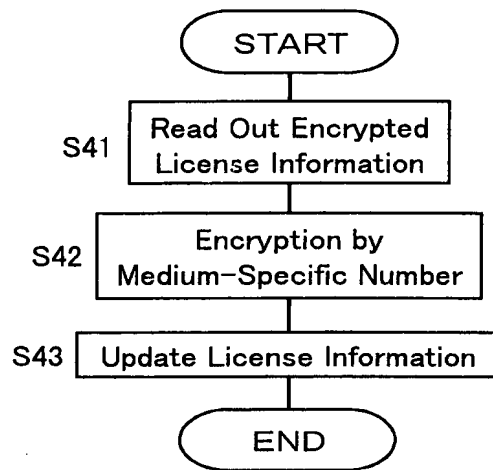 START
S41
Read Out Encrypted
License Information
S42
Encryption by
Medium-Specific Number
S43
Update License Information
END